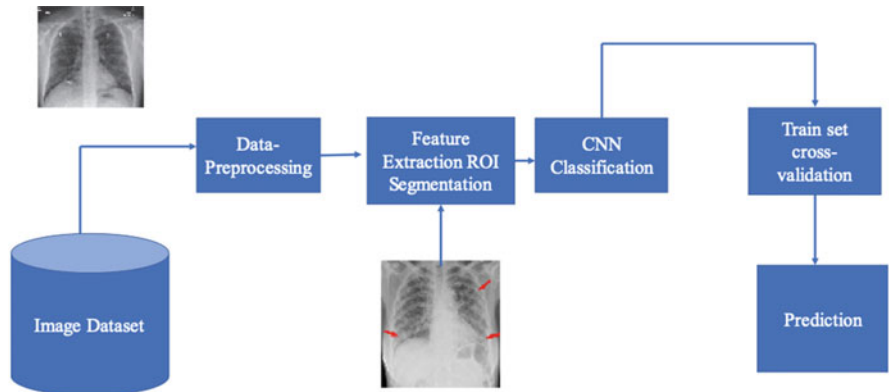 Image Dataset
Data-
Preprocessing
Feature
Extraction ROI
Segmentation
CNN
Classification
Train set
cross-
validation
Prediction